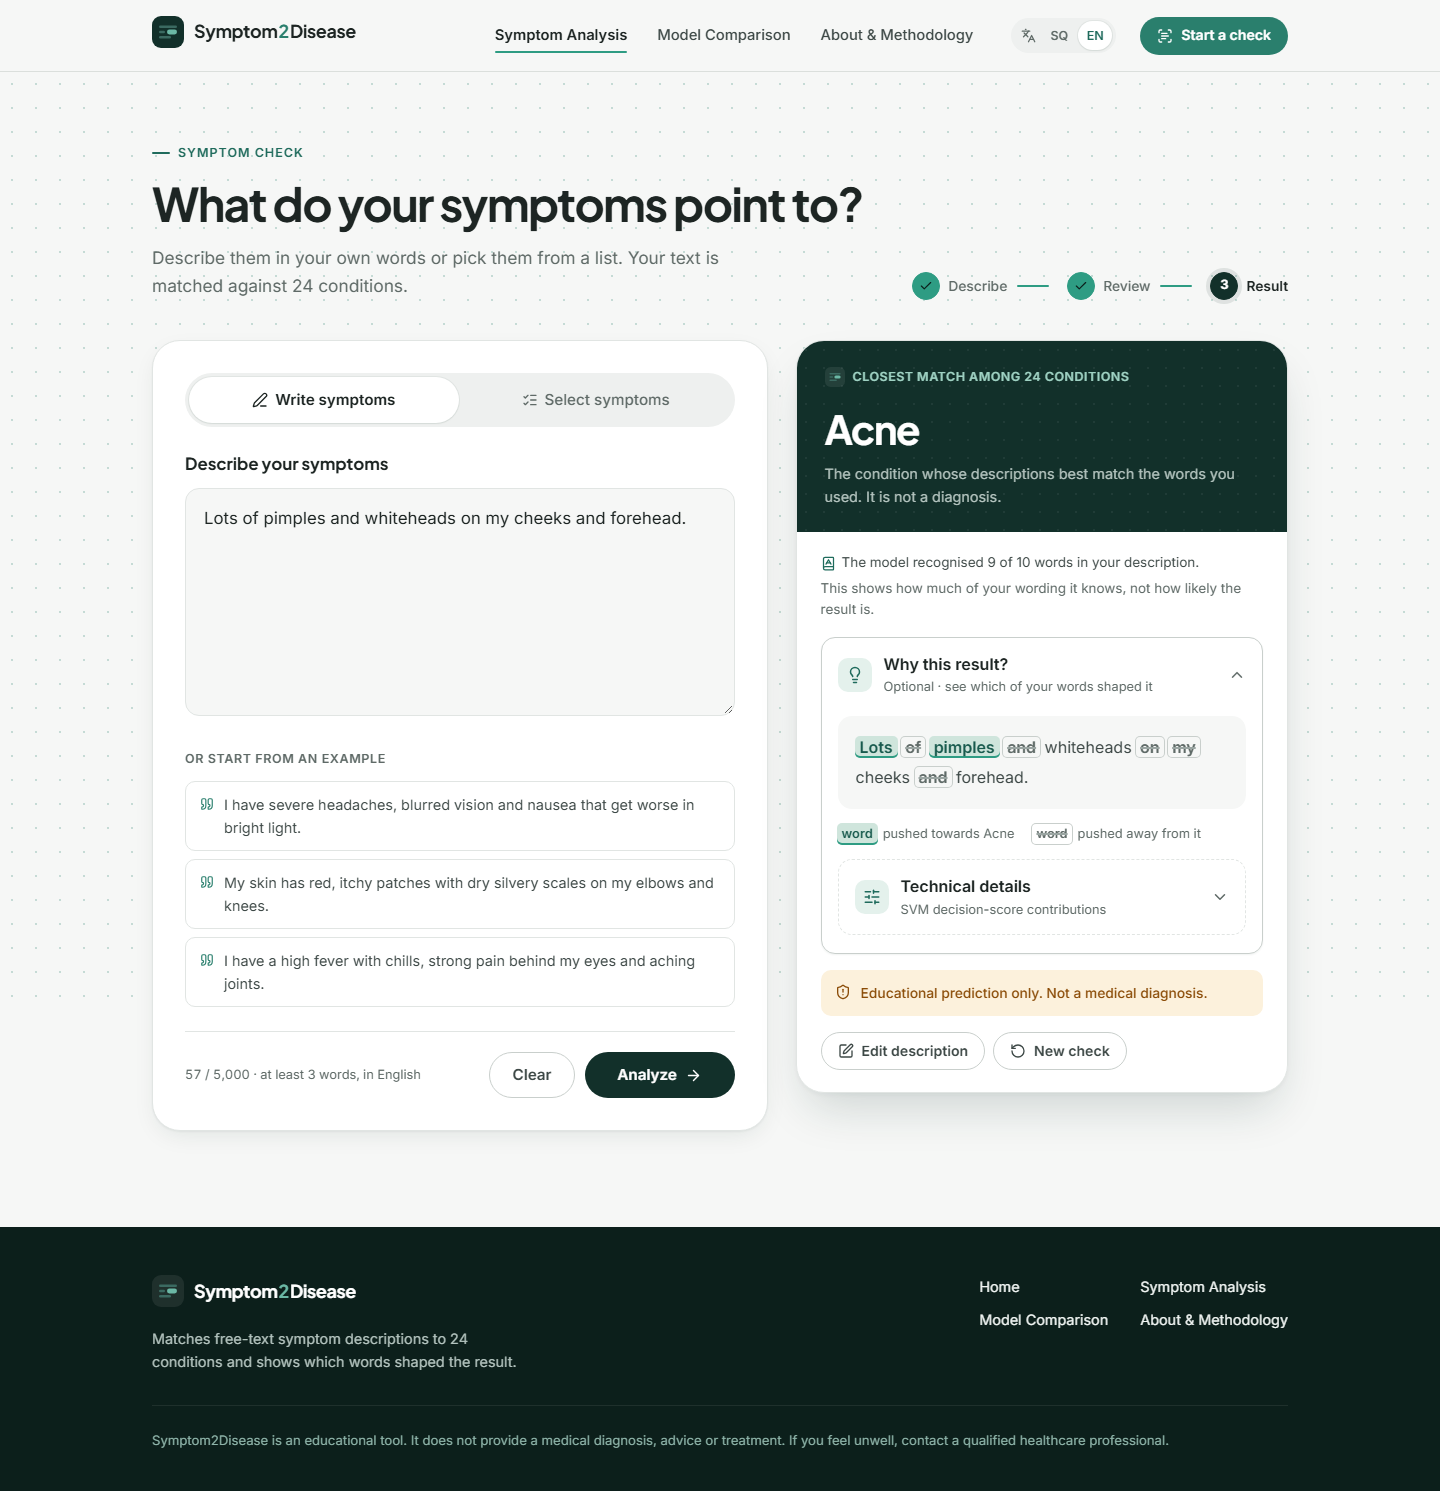 Symptom2Disease
Symptom Analysis
Model Comparison
About & Methodology
SQ
EN
Start a check
SYMPTOM CHECK
What do your symptoms point to?
Describe them in your own words or pick them from a list. Your text is
matched against 24 conditions.
Describe
Review
3
Result
Write symptoms
Select symptoms
Describe your symptoms
Lots of pimples and whiteheads on my cheeks and forehead.
OR START FROM AN EXAMPLE
I have severe headaches, blurred vision and nausea that get worse in
bright light.
My skin has red, itchy patches with dry silvery scales on my elbows and
knees.
I have a high fever with chills, strong pain behind my eyes and aching
joints.
57 / 5,000 · at least 3 words, in English
Clear
Analyze
CLOSEST MATCH AMONG 24 CONDITIONS
Acne
The condition whose descriptions best match the words you
used. It is not a diagnosis.
The model recognised 9 of 10 words in your description.
This shows how much of your wording it knows, not how likely the
result is.
Why this result?
Optional · see which of your words shaped it
Lots of pimples and whiteheads on my
cheeks and forehead.
word pushed towards Acne
word pushed away from it
Technical details
SVM decision-score contributions
Educational prediction only. Not a medical diagnosis.
Edit description
New check
Symptom2Disease
Matches free-text symptom descriptions to 24
conditions and shows which words shaped the result.
Home
Symptom Analysis
Model Comparison
About & Methodology
Symptom2Disease is an educational tool. It does not provide a medical diagnosis, advice or treatment. If you feel unwell, contact a qualified healthcare professional.